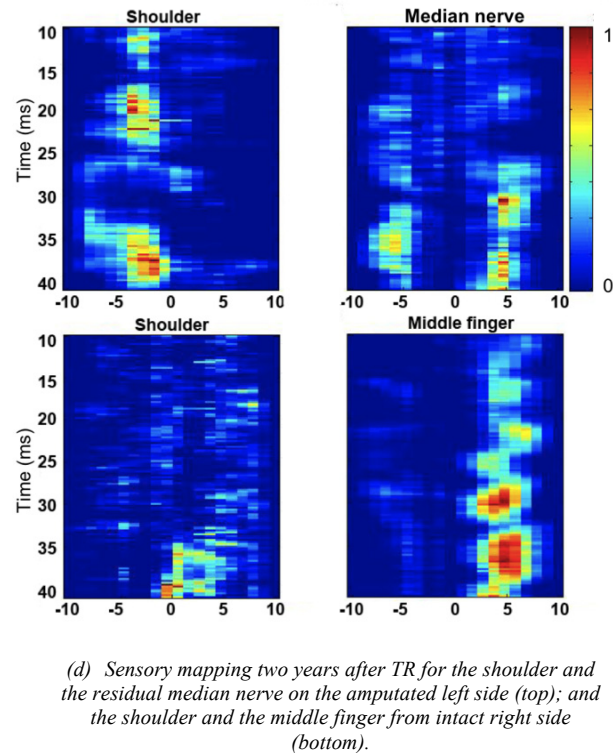 Shoulder
Median nerve
10
15
20
25
30
35
40
Time (ms)
-10 -5 0 5 10
-10 -5 0 5 10
1
0
Shoulder
Middle finger
10
15
20
25
30
35
40
Time (ms)
-10 -5 0 5 10
-10 -5 0 5 10
(d) Sensory mapping two years after TR for the shoulder and
the residual median nerve on the amputated left side (top); and
the shoulder and the middle finger from intact right side
(bottom).